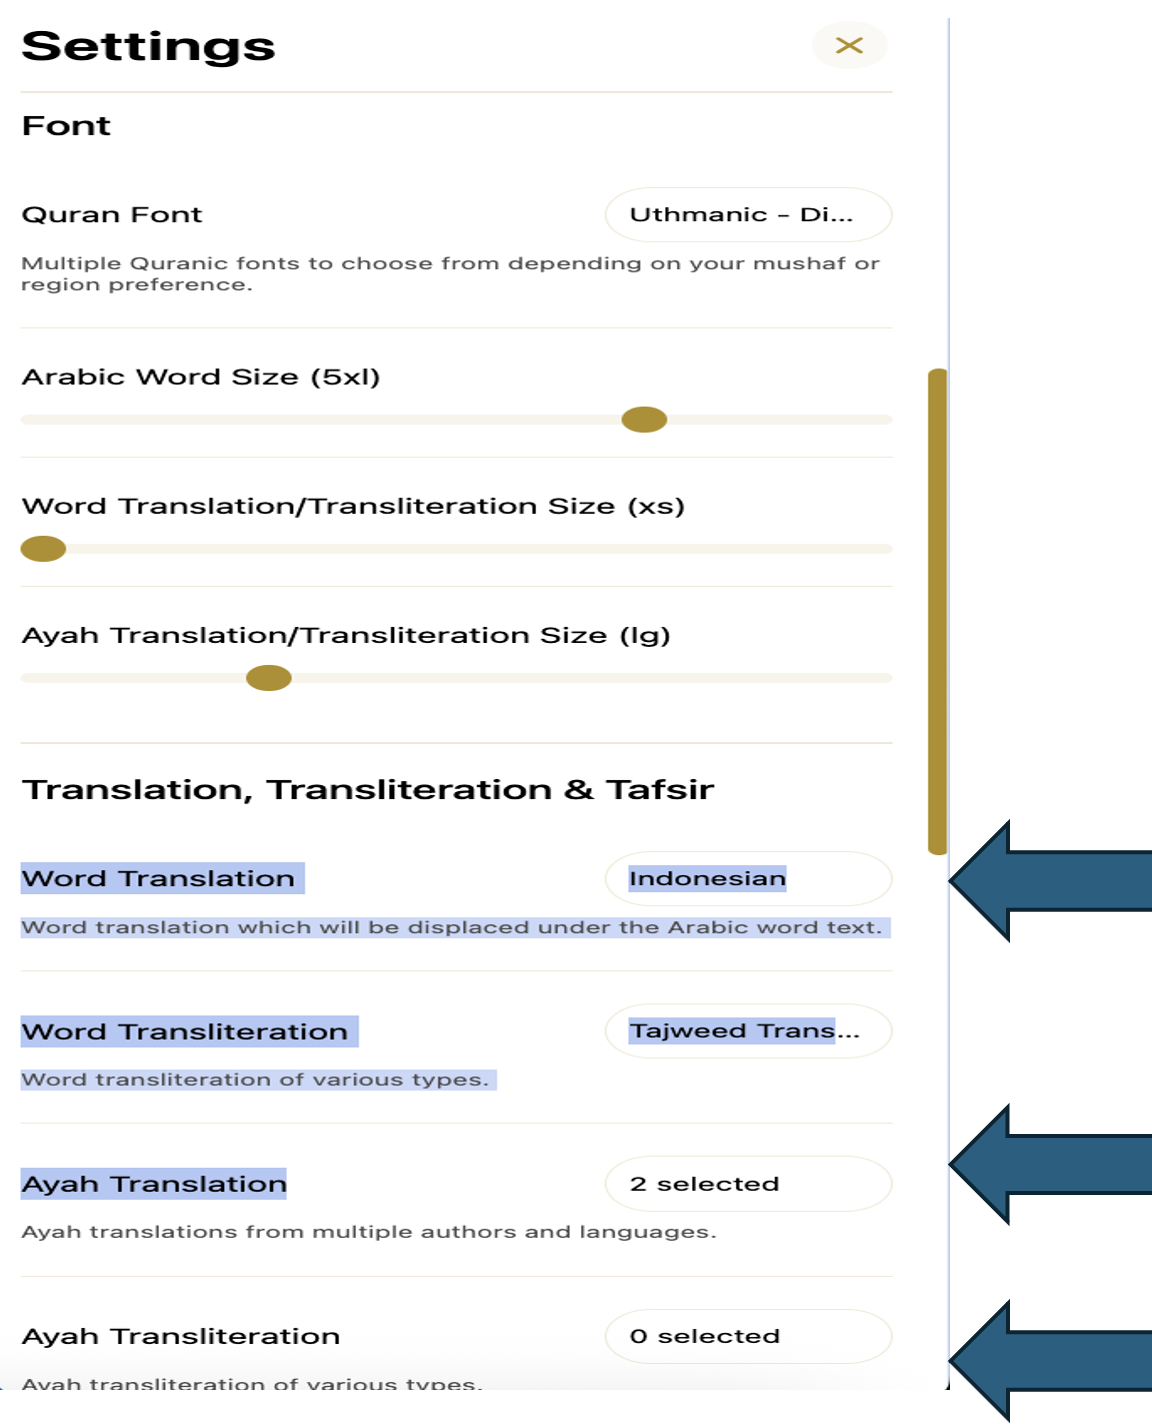 Settings
Font
Quran Font
Uthmanic - Di...
Multiple Quranic fonts to choose from depending on your mushaf or
region preference.
Arabic Word Size (5xl)
Word Translation/Transliteration Size (xs)
Ayah Translation/Transliteration Size (lg)
Translation, Transliteration & Tafsir
Word Translation
Indonesian
Word translation which will be displaced under the Arabic word text.
Word Transliteration
Tajweed Trans...
Word transliteration of various types.
Ayah Translation
2 selected
Ayah translations from multiple authors and languages.
Ayah Transliteration
0 selected
Ayah transliteration of various types.